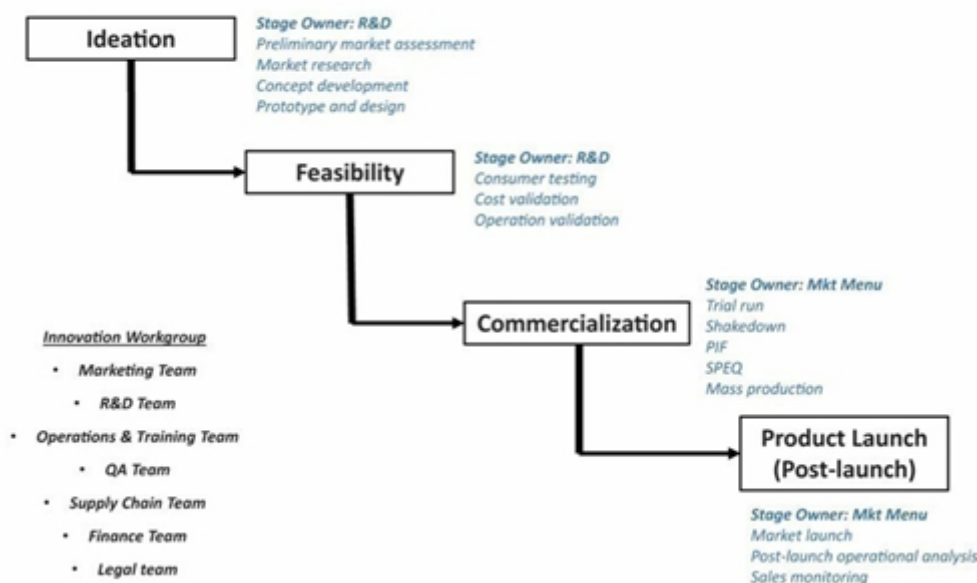 Ideation
Stage Owner: R&D
Preliminary market assessment
Market research
Concept development
Prototype and design
Feasibility
Stage Owner: R&D
Consumer testing
Cost validation
Operation validation
Commercialization
Stage Owner: Mkt Menu
Trial run
Shakedown
PIF
SPEQ
Mass production
Product Launch
(Post-launch)
Stage Owner: Mkt Menu
Market launch
Post-launch operational analysis
Sales monitoring
Innovation Workgroup
• Marketing Team
• R&D Team
• Operations & Training Team
• QA Team
• Supply Chain Team
• Finance Team
• Legal team